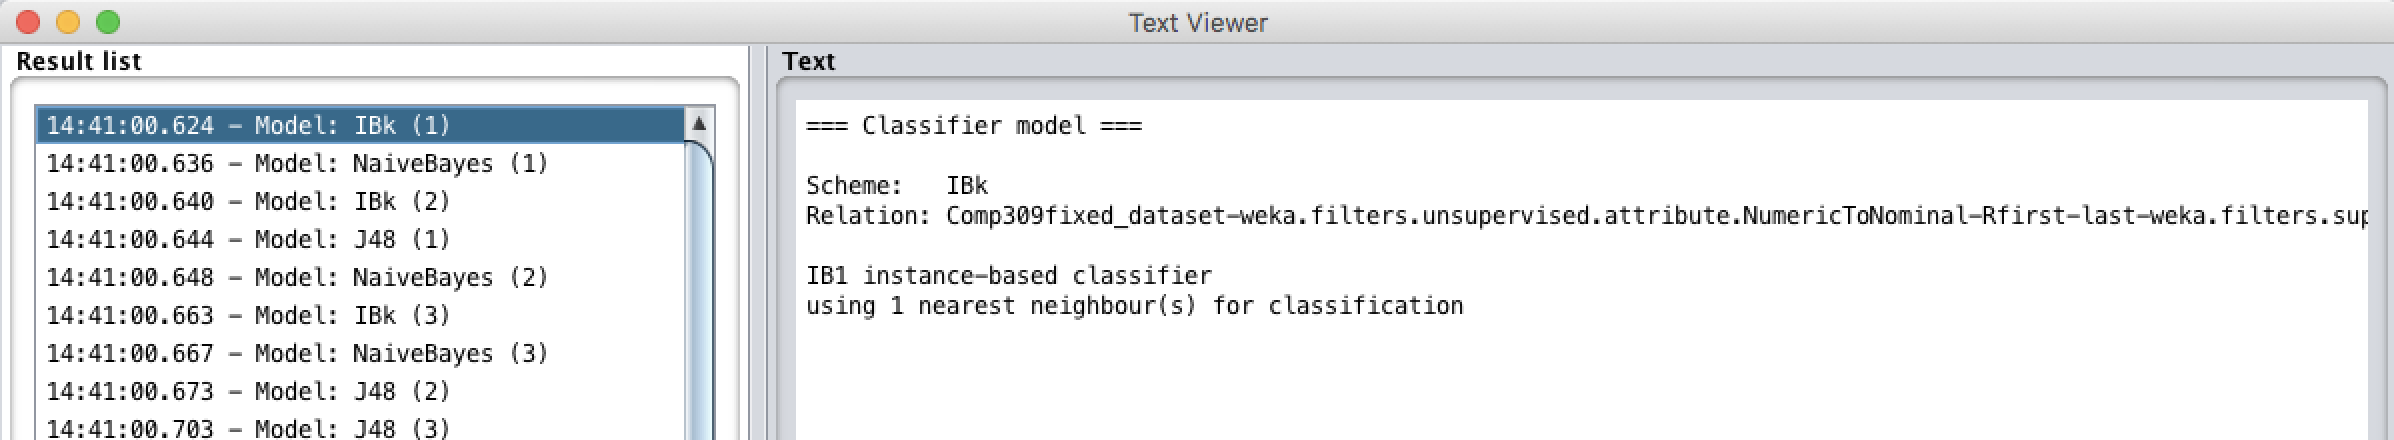 Text Viewer
Result list
14:41:00.624 – Model: IBk (1)
14:41:00.636 – Model: NaiveBayes (1)
14:41:00.640 – Model: IBk (2)
14:41:00.644 – Model: J48 (1)
14:41:00.648 – Model: NaiveBayes (2)
14:41:00.663 – Model: IBk (3)
14:41:00.667 – Model: NaiveBayes (3)
14:41:00.673 – Model: J48 (2)
14:41:00.703 – Model: J48 (3)
Text
=== Classifier model ===
Scheme: IBk
Relation: Comp309fixed_dataset-weka.filters.unsupervised.attribute.NumericToNominal-Rfirst-last-weka.filters.sup
IB1 instance-based classifier
using 1 nearest neighbour(s) for classification